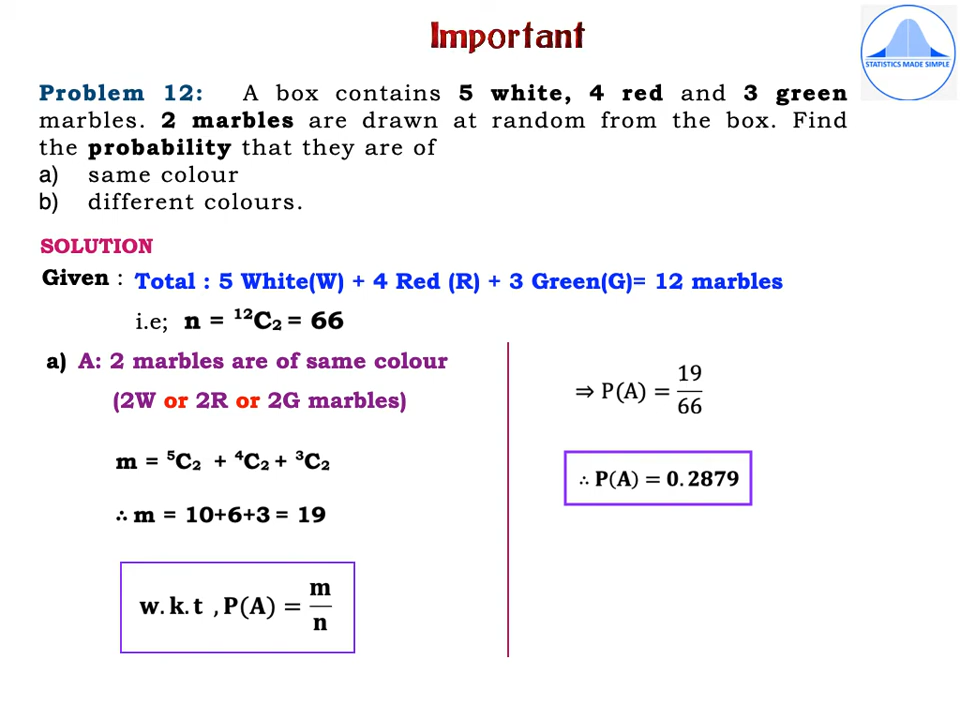 Important
STATISTICS MADE SIMPLE
Problem 12: A box contains 5 white, 4 red and 3 green
marbles. 2 marbles are drawn at random from the box. Find
the probability that they are of
a) same colour
b) different colours.
SOLUTION
Given : Total : 5 White(W) + 4 Red (R) + 3 Green(G)= 12 marbles
i.e; n = ¹²C₂ = 66
a) A: 2 marbles are of same colour
(2W or 2R or 2G marbles)
m = ⁵C₂ + ⁴C₂ + ³C₂
∴ m = 10+6+3 = 19
w.k.t , P(A) = m/n
⇒ P(A) = 19/66
∴ P(A) = 0.2879